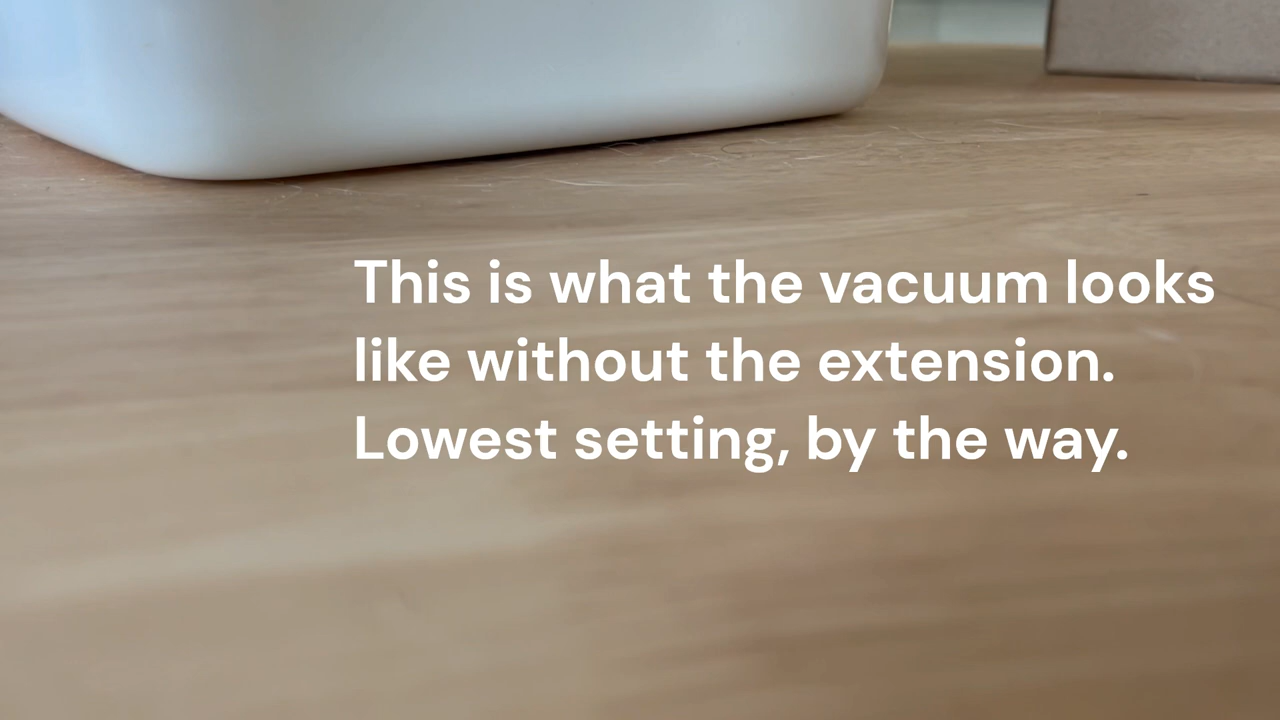 This is what the vacuum looks
like without the extension.
Lowest setting, by the way.